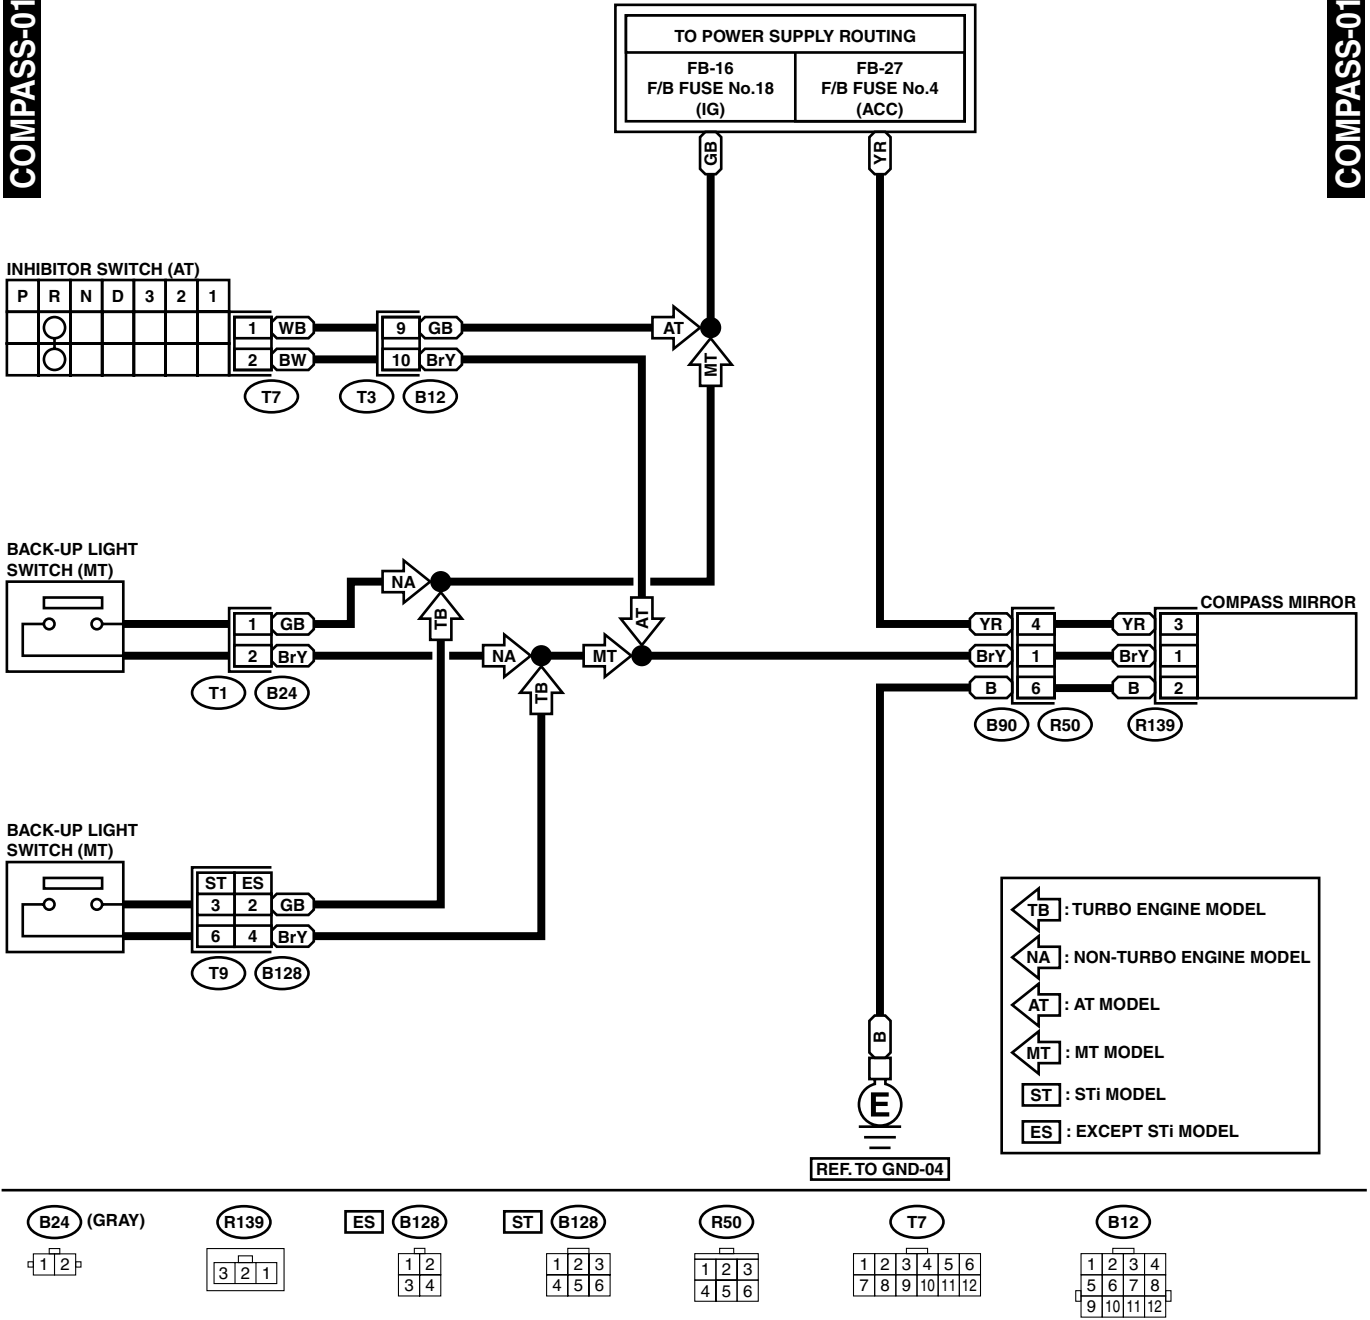 COMPASS-01
COMPASS-01
TO POWER SUPPLY ROUTING
FB-16
F/B FUSE No.18
(IG)
FB-27
F/B FUSE No.4
(ACC)
GB
YR
INHIBITOR SWITCH (AT)
P R N D 3 2 1
1 WB 9 GB AT
2 BW 10 BrY
MT
T7 T3 B12
BACK-UP LIGHT
SWITCH (MT)
NA
TB
AT
1 GB
2 BrY NA MT
TB
T1 B24
COMPASS MIRROR
YR 4 YR 3
BrY 1 BrY 1
B 6 B 2
B90 R50 R139
BACK-UP LIGHT
SWITCH (MT)
ST ES
3 2 GB
6 4 BrY
T9 B128
B
E
REF. TO GND-04
TB : TURBO ENGINE MODEL
NA : NON-TURBO ENGINE MODEL
AT : AT MODEL
MT : MT MODEL
ST : STi MODEL
ES : EXCEPT STi MODEL
B24 (GRAY)
1 2
R139
3 2 1
ES B128
1 2
3 4
ST B128
1 2 3
4 5 6
R50
1 2 3
4 5 6
T7
1 2 3 4 5 6
7 8 9 10 11 12
B12
1 2 3 4
5 6 7 8
9 10 11 12